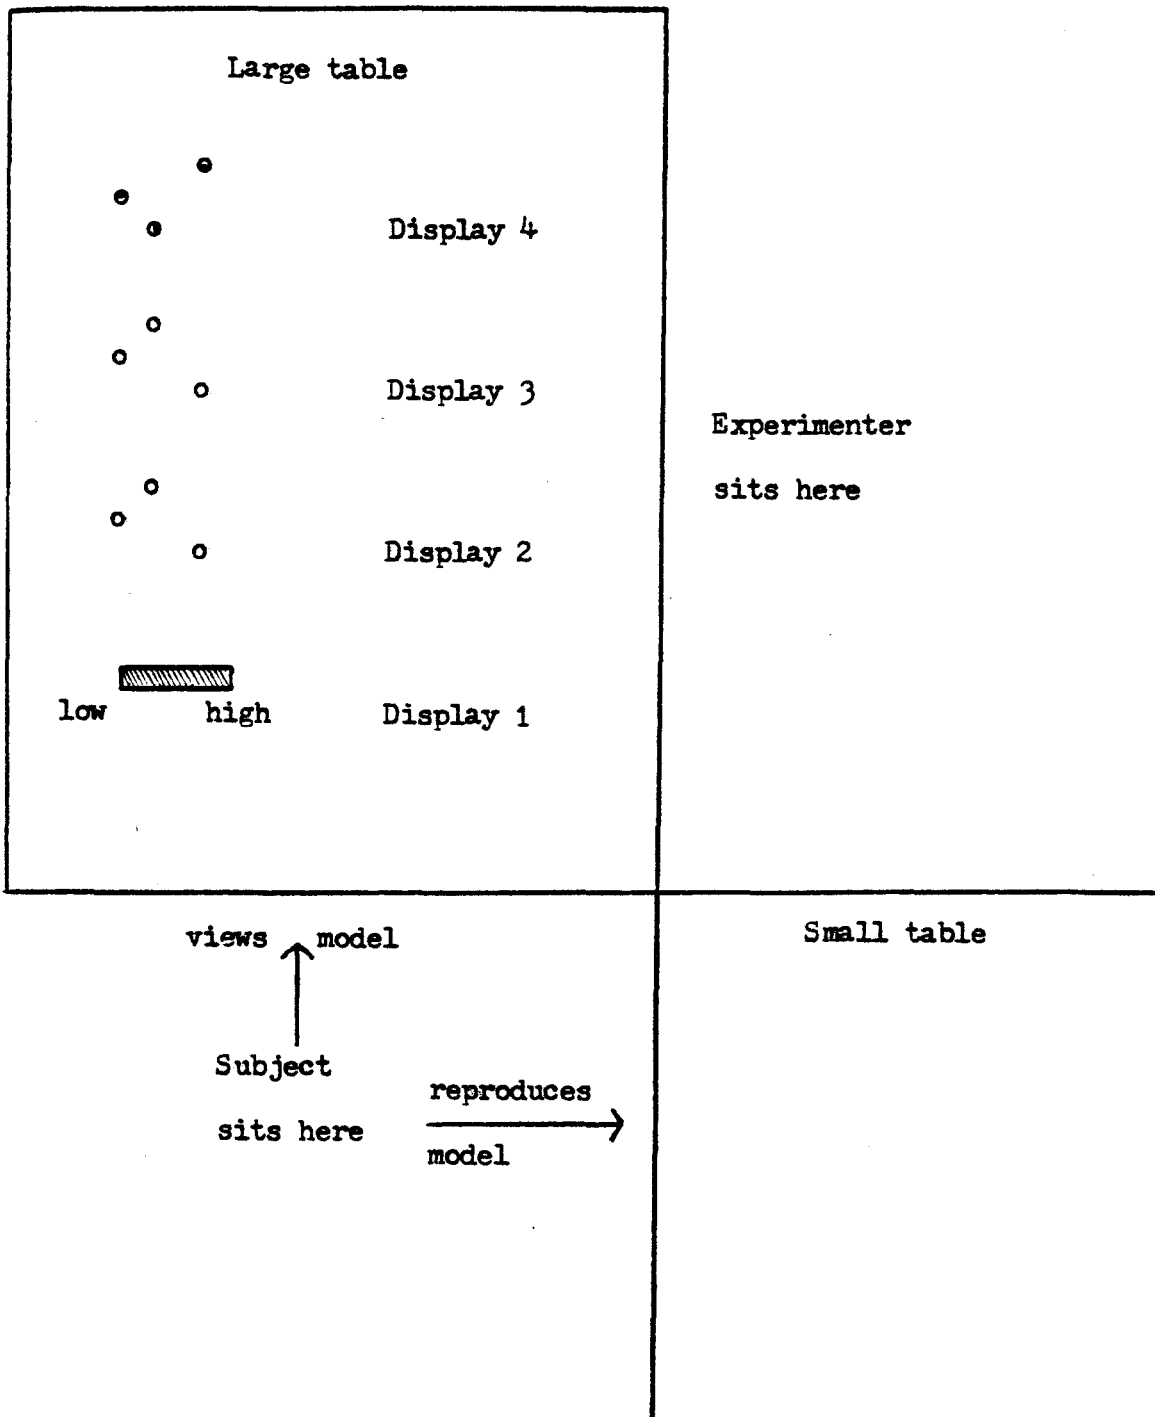 Large table
Display 4
Display 3
Experimenter
sits here
Display 2
low high Display 1
views model
Small table
Subject
sits here
reproduces
model